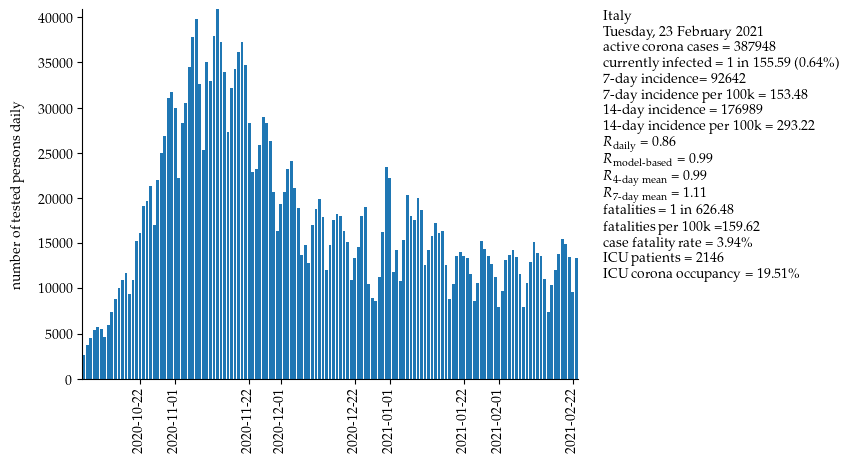 number of tested persons daily
40000
35000
30000
25000
20000
15000
10000
5000
0
2020-10-22
2020-11-01
2020-11-22
2020-12-01
2020-12-22
2021-01-01
2021-01-22
2021-02-01
2021-02-22
Italy
Tuesday, 23 February 2021
active corona cases = 387948
currently infected = 1 in 155.59 (0.64%)
7-day incidence= 92642
7-day incidence per 100k = 153.48
14-day incidence = 176989
14-day incidence per 100k = 293.22
R daily = 0.86
R model-based = 0.99
R 4-day mean = 0.99
R 7-day mean = 1.11
fatalities = 1 in 626.48
fatalities per 100k =159.62
case fatality rate = 3.94%
ICU patients = 2146
ICU corona occupancy = 19.51%